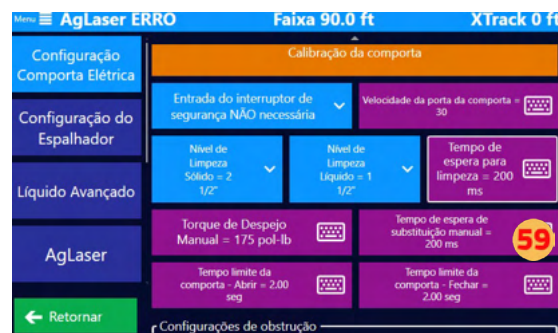 Menu ☰ AgLaser ERRO Faixa 90.0 ft XTrack 0 ft
Configuração
Comporta Elétrica
Configuração do
Espalhador
Líquido Avançado
AgLaser
Retornar
Calibração da comporta
Entrada do interruptor de
segurança NÃO necessária
Velocidade da porta da comporta =
30
Nível de
Limpeza
Sólido = 2
1/2"
Nível de
Limpeza
Líquido = 1
1/2"
Tempo de
espera para
limpeza = 200
ms
Torque de Despejo
Manual = 175 pol-lb
Tempo de espera de
substituição manual =
200 ms
59
Tempo limite da
comporta - Abrir = 2.00
seg
Tempo limite da
comporta - Fechar =
2.00 seg
Configurações de obstrução